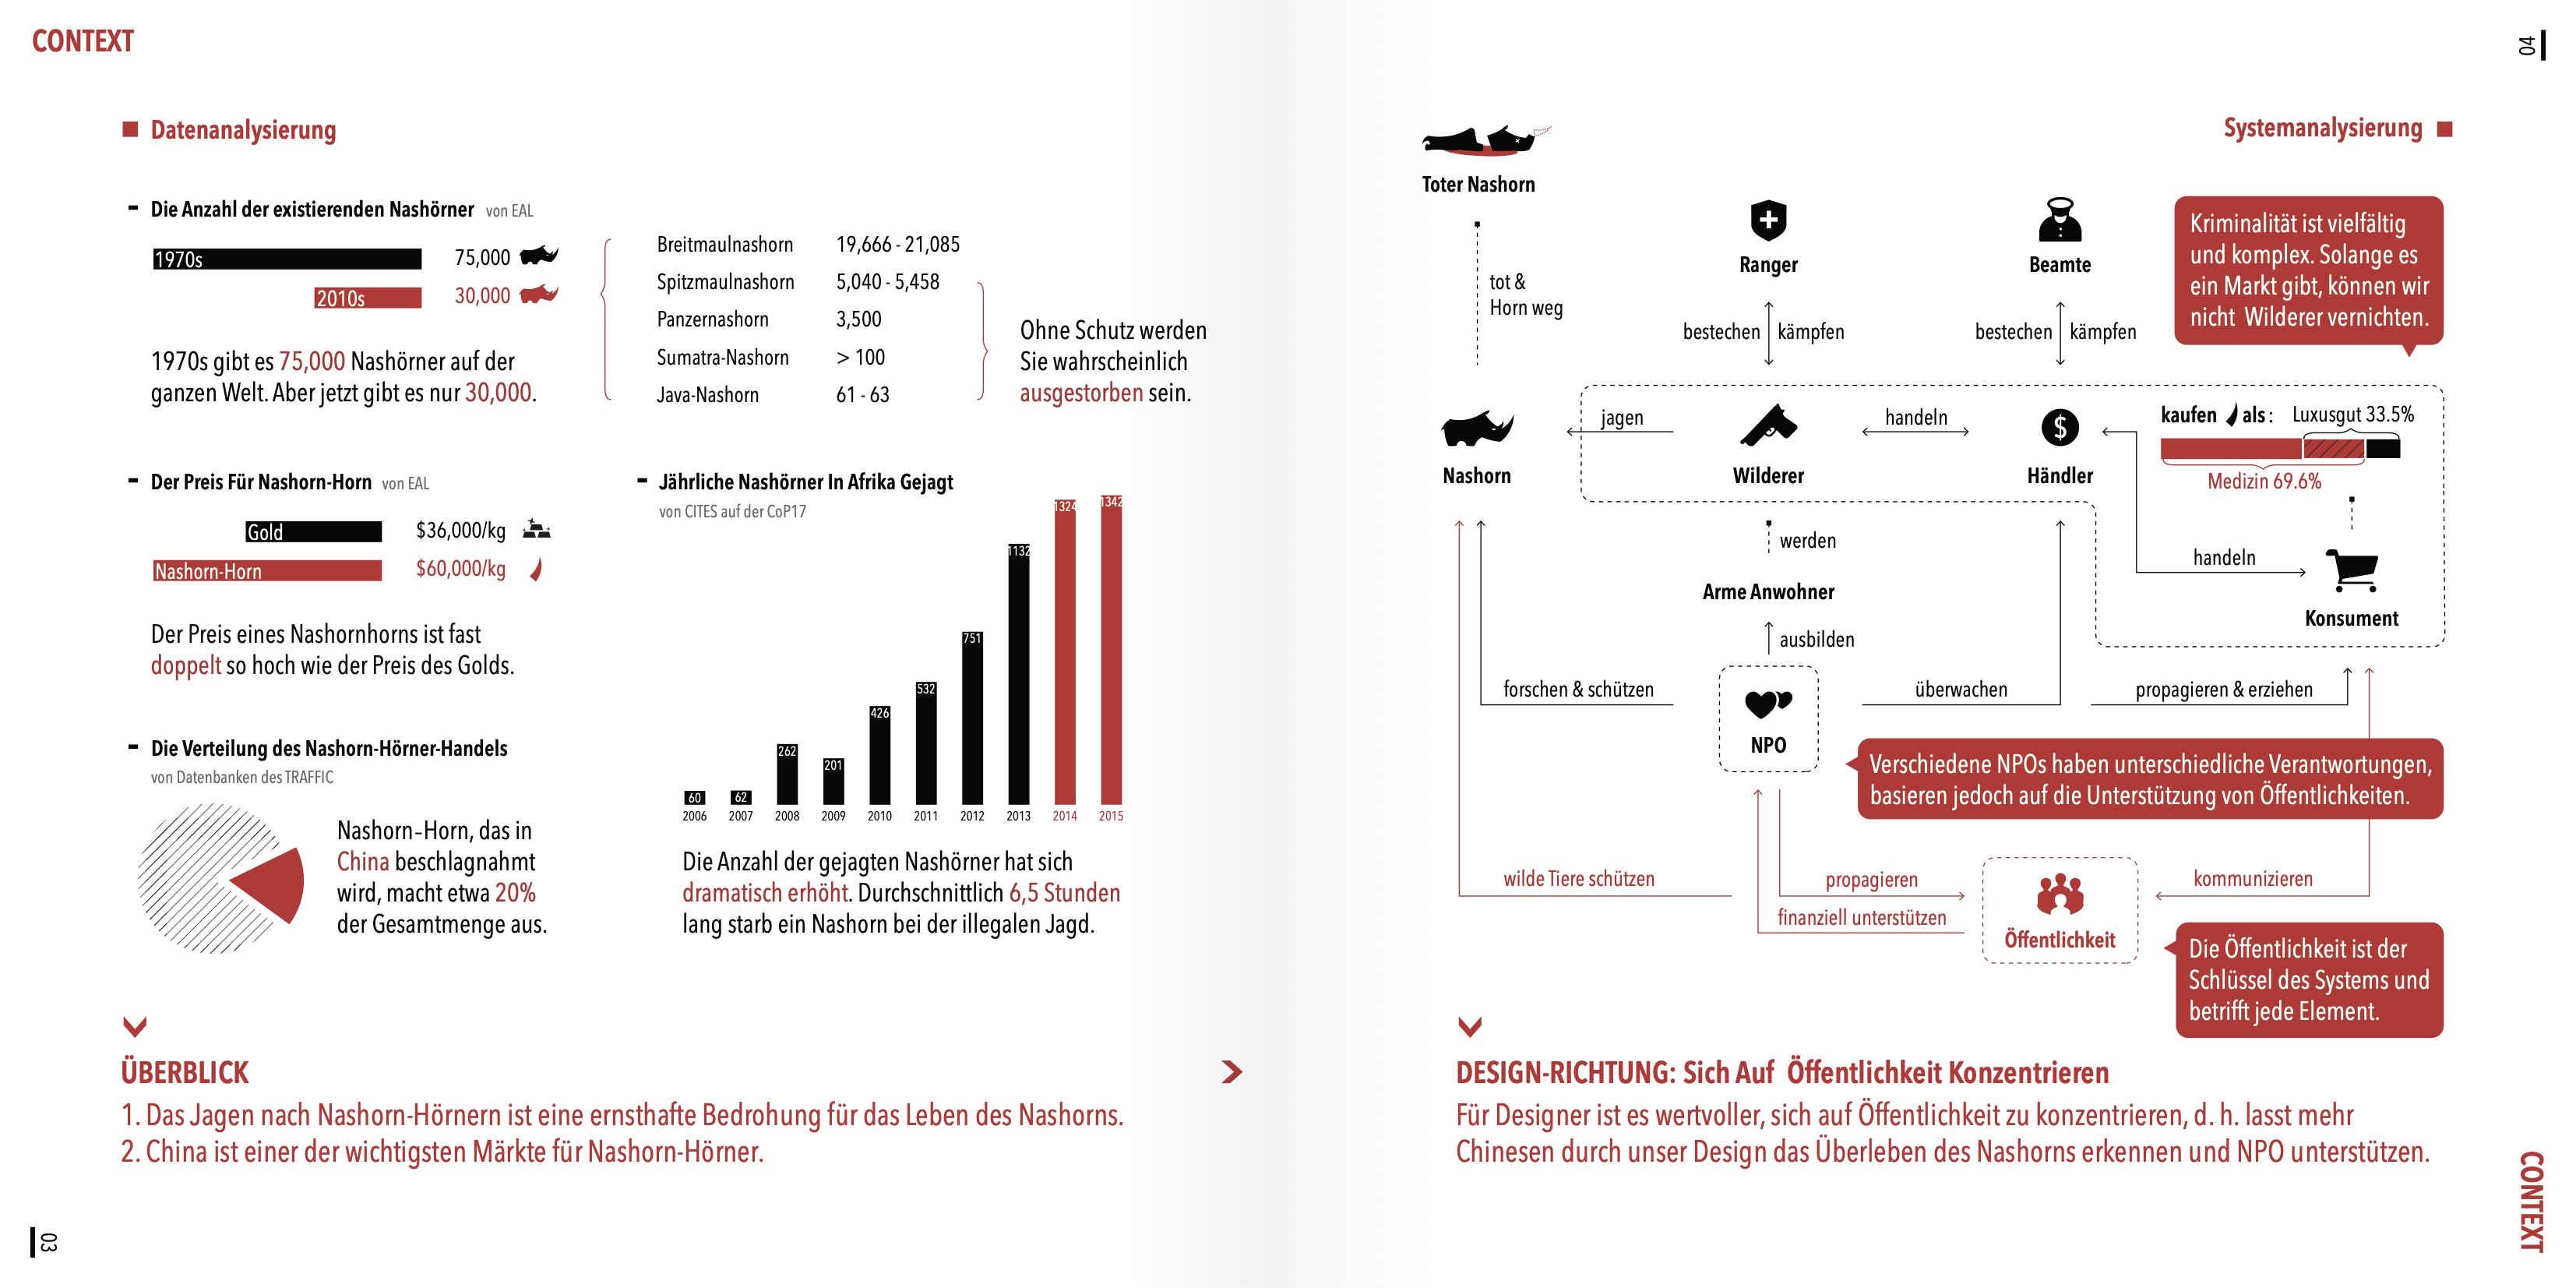 CONTEXT
Datenanalysierung
- Die Anzahl der existierenden Nashörner von EAL
1970s 75,000
2010s 30,000
1970s gibt es 75,000 Nashörner auf der
ganzen Welt. Aber jetzt gibt es nur 30,000.
Breitmaulnashorn 19,666 - 21,085
Spitzmaulnashorn 5,040 - 5,458
Panzernashorn 3,500
Sumatra-Nashorn > 100
Java-Nashorn 61 - 63
Ohne Schutz werden
Sie wahrscheinlich
ausgestorben sein.
- Der Preis Für Nashorn-Horn von EAL
Gold $36,000/kg
Nashorn-Horn $60,000/kg
Der Preis eines Nashornhorns ist fast
doppelt so hoch wie der Preis des Golds.
- Die Verteilung des Nashorn-Hörner-Handels
von Datenbanken des TRAFFIC
Nashorn-Horn, das in
China beschlagnahmt
wird, macht etwa 20%
der Gesamtmenge aus.
- Jährliche Nashörner In Afrika Gejagt
von CITES auf der CoP17
60 62 262 201 426 532 751 1132 1324 1342
2006 2007 2008 2009 2010 2011 2012 2013 2014 2015
Die Anzahl der gejagten Nashörner hat sich
dramatisch erhöht. Durchschnittlich 6,5 Stunden
lang starb ein Nashorn bei der illegalen Jagd.
ÜBERBLICK
1. Das Jagen nach Nashorn-Hörnern ist eine ernsthafte Bedrohung für das Leben des Nashorns.
2. China ist einer der wichtigsten Märkte für Nashorn-Hörner.
03
04
Systemanalysierung
Toter Nashorn
tot &
Horn weg
Ranger
bestechen kämpfen
Beamte
bestechen kämpfen
Kriminalität ist vielfältig
und komplex. Solange es
ein Markt gibt, können wir
nicht Wilderer vernichten.
Nashorn
jagen
Wilderer
handeln
$
Händler
kaufen als : Luxusgut 33.5%
Medizin 69.6%
handeln
Konsument
werden
Arme Anwohner
ausbilden
forschen & schützen
NPO
überwachen
propagieren & erziehen
Verschiedene NPOs haben unterschiedliche Verantwortungen,
basieren jedoch auf die Unterstützung von Öffentlichkeiten.
wilde Tiere schützen
propagieren
finanziell unterstützen
Öffentlichkeit
kommunizieren
Die Öffentlichkeit ist der
Schlüssel des Systems und
betrifft jede Element.
DESIGN-RICHTUNG: Sich Auf Öffentlichkeit Konzentrieren
Für Designer ist es wertvoller, sich auf Öffentlichkeit zu konzentrieren, d. h. lasst mehr
Chinesen durch unser Design das Überleben des Nashorns erkennen und NPO unterstützen.
CONTEXT